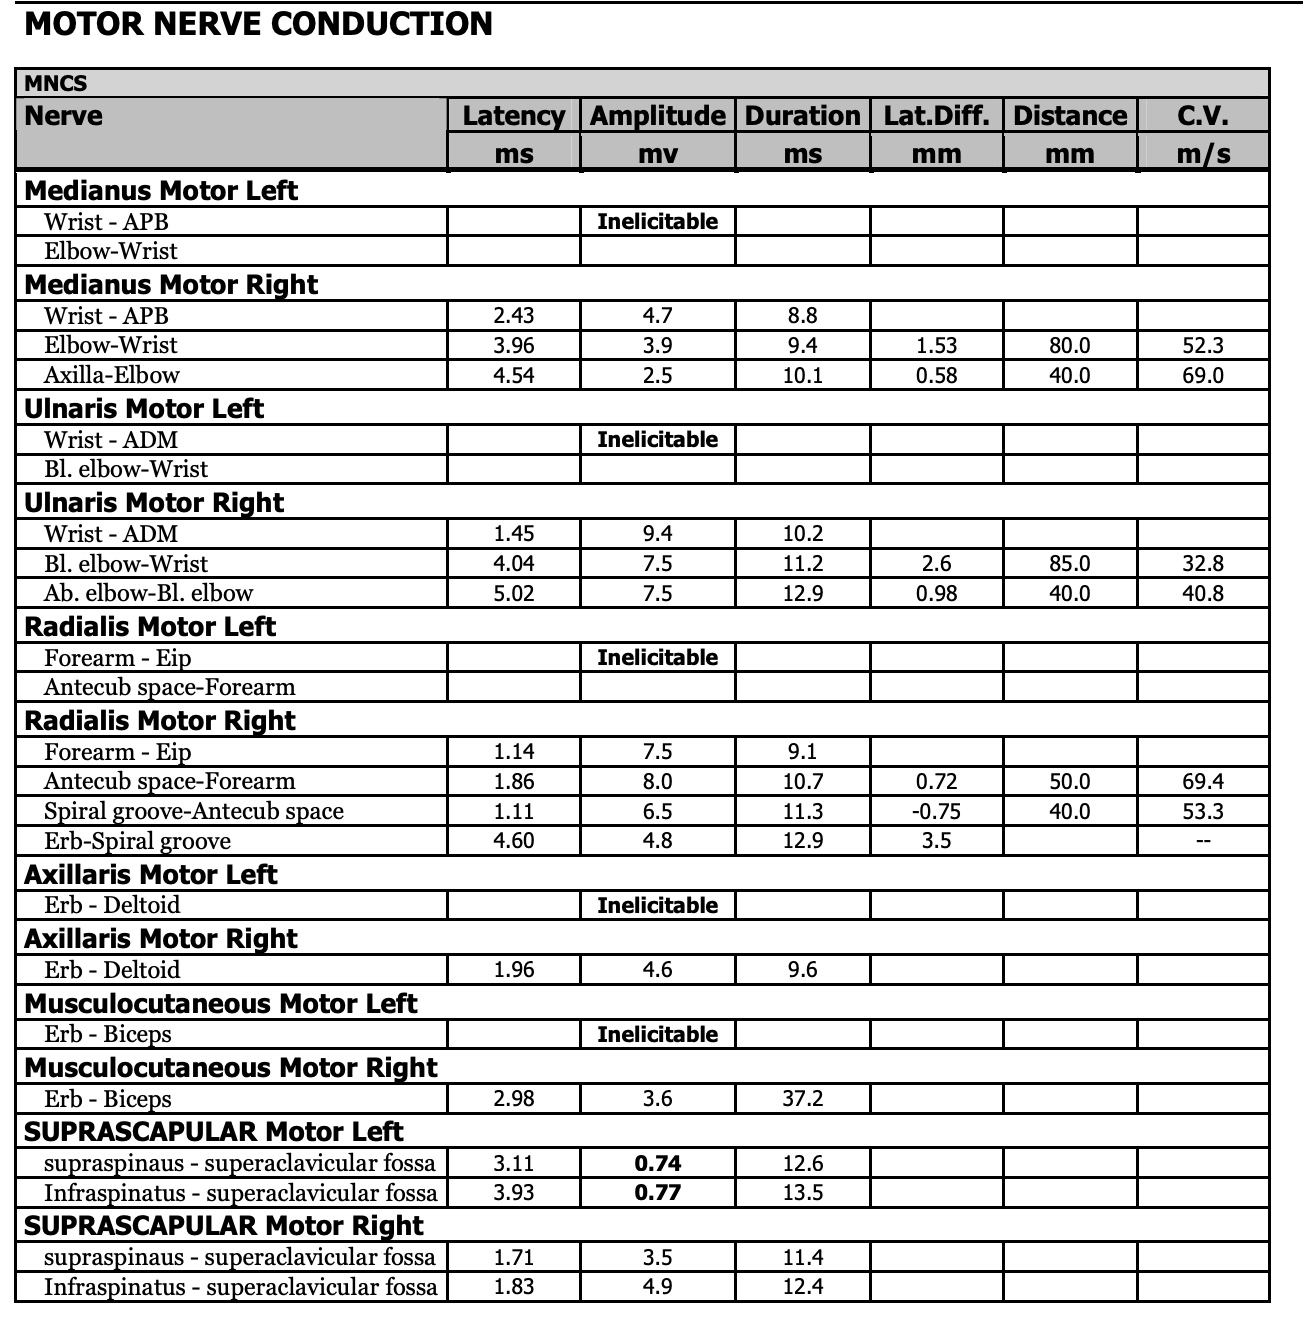 MOTOR NERVE CONDUCTION
MNCS
Nerve Latency Amplitude Duration Lat.Diff. Distance C.V.
ms mv ms mm mm m/s
Medianus Motor Left
Wrist - APB Inelicitable
Elbow-Wrist
Medianus Motor Right
Wrist - APB 2.43 4.7 8.8
Elbow-Wrist 3.96 3.9 9.4 1.53 80.0 52.3
Axilla-Elbow 4.54 2.5 10.1 0.58 40.0 69.0
Ulnaris Motor Left
Wrist - ADM Inelicitable
Bl. elbow-Wrist
Ulnaris Motor Right
Wrist - ADM 1.45 9.4 10.2
Bl. elbow-Wrist 4.04 7.5 11.2 2.6 85.0 32.8
Ab. elbow-Bl. elbow 5.02 7.5 12.9 0.98 40.0 40.8
Radialis Motor Left
Forearm - Eip Inelicitable
Antecub space-Forearm
Radialis Motor Right
Forearm - Eip 1.14 7.5 9.1
Antecub space-Forearm 1.86 8.0 10.7 0.72 50.0 69.4
Spiral groove-Antecub space 1.11 6.5 11.3 -0.75 40.0 53.3
Erb-Spiral groove 4.60 4.8 12.9 3.5 --
Axillaris Motor Left
Erb - Deltoid Inelicitable
Axillaris Motor Right
Erb - Deltoid 1.96 4.6 9.6
Musculocutaneous Motor Left
Erb - Biceps Inelicitable
Musculocutaneous Motor Right
Erb - Biceps 2.98 3.6 37.2
SUPRASCAPULAR Motor Left
supraspinaus - superaclavicular fossa 3.11 0.74 12.6
Infraspinatus - superaclavicular fossa 3.93 0.77 13.5
SUPRASCAPULAR Motor Right
supraspinaus - superaclavicular fossa 1.71 3.5 11.4
Infraspinatus - superaclavicular fossa 1.83 4.9 12.4